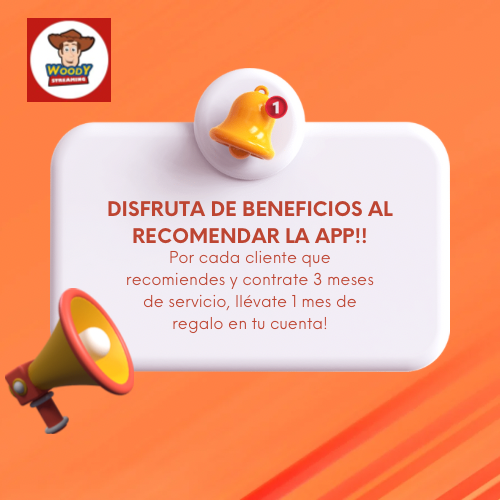 WOODY
STREAMING
1
DISFRUTA DE BENEFICIOS AL
RECOMENDAR LA APP!!
Por cada cliente que
recomiendes y contrate 3 meses
de servicio, llévate 1 mes de
regalo en tu cuenta!